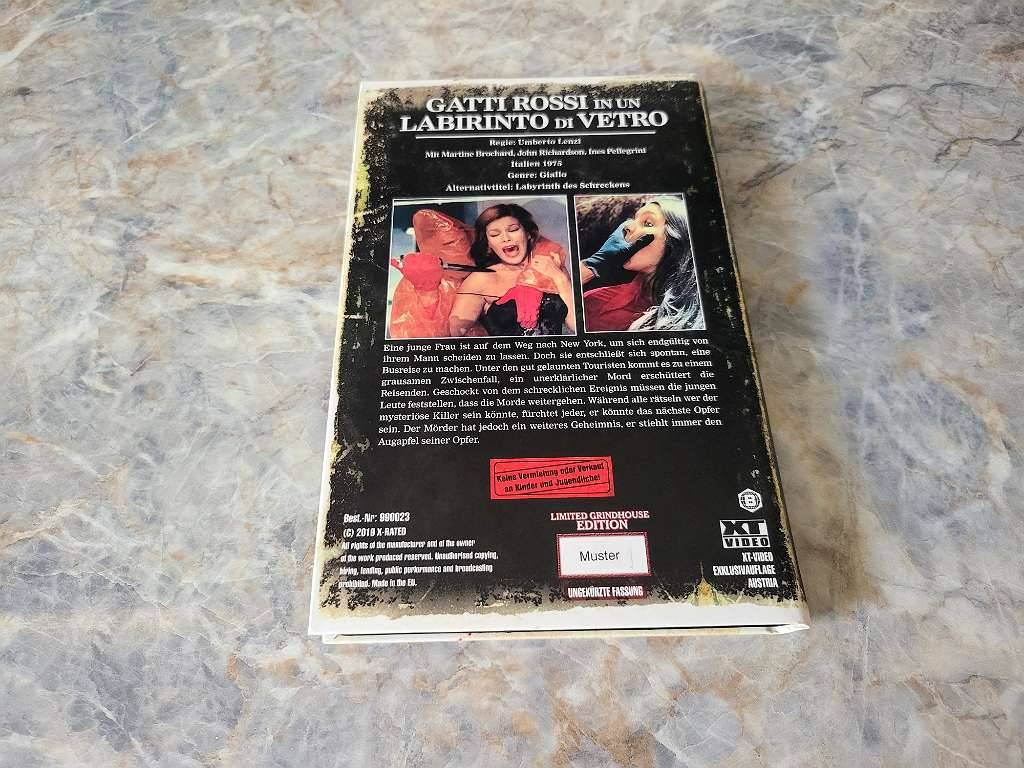 GATTI ROSSI IN UN
LABIRINTO DI VETRO
Regie: Umberto Lenzi
Mit Martine Brochard, John Richardson, Ines Pellegrini
Italien 1975
Genre: Giallo
Alternativtitel: Labyrinth des Schreckens
Eine junge Frau ist auf dem Weg nach New York, um sich endgültig von
ihrem Mann scheiden zu lassen. Doch sie entschließt sich spontan, eine
Busreise zu machen. Unter den gut gelaunten Touristen kommt es zu einem
grausamen Zwischenfall, ein unerklärlicher Mord erschüttert die
Reisenden. Geschockt von dem schrecklichen Ereignis müssen die jungen
Leute feststellen, dass die Morde weitergehen. Während alle rätseln wer der
mysteriöse Killer sein könnte, fürchtet jeder, er könnte das nächste Opfer
sein. Der Mörder hat jedoch ein weiteres Geheimnis, er stiehlt immer den
Augapfel seiner Opfer.
Keine Vermietung oder Verkauf
an Kinder und Jugendliche!
Best.-Nr: 990023
(C) 2018 X-RATED
All rights of the manufacturer and of the owner
of the work produced reserved. Unauthorised copying,
hiring, lending, public performance and broadcasting
prohibited. Made in the EU.
LIMITED GRINDHOUSE
EDITION
Muster
UNGEKÜRZTE FASSUNG
B
XT
VIDEO
XT-VIDEO
EXKLUSIVAUFLAGE
AUSTRIA